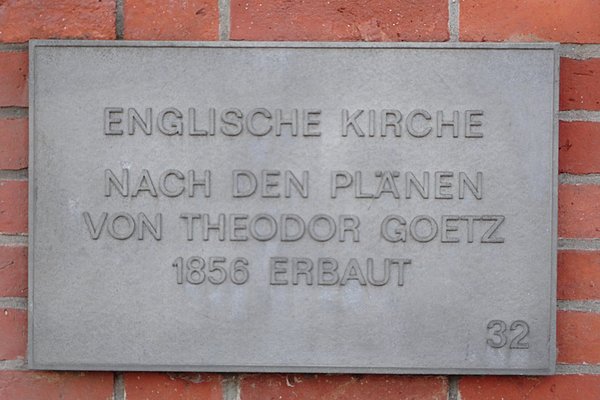 ENGLISCHE KIRCHE
NACH DEN PLÄNEN
VON THEODOR GOETZ
1856 ERBAUT
32